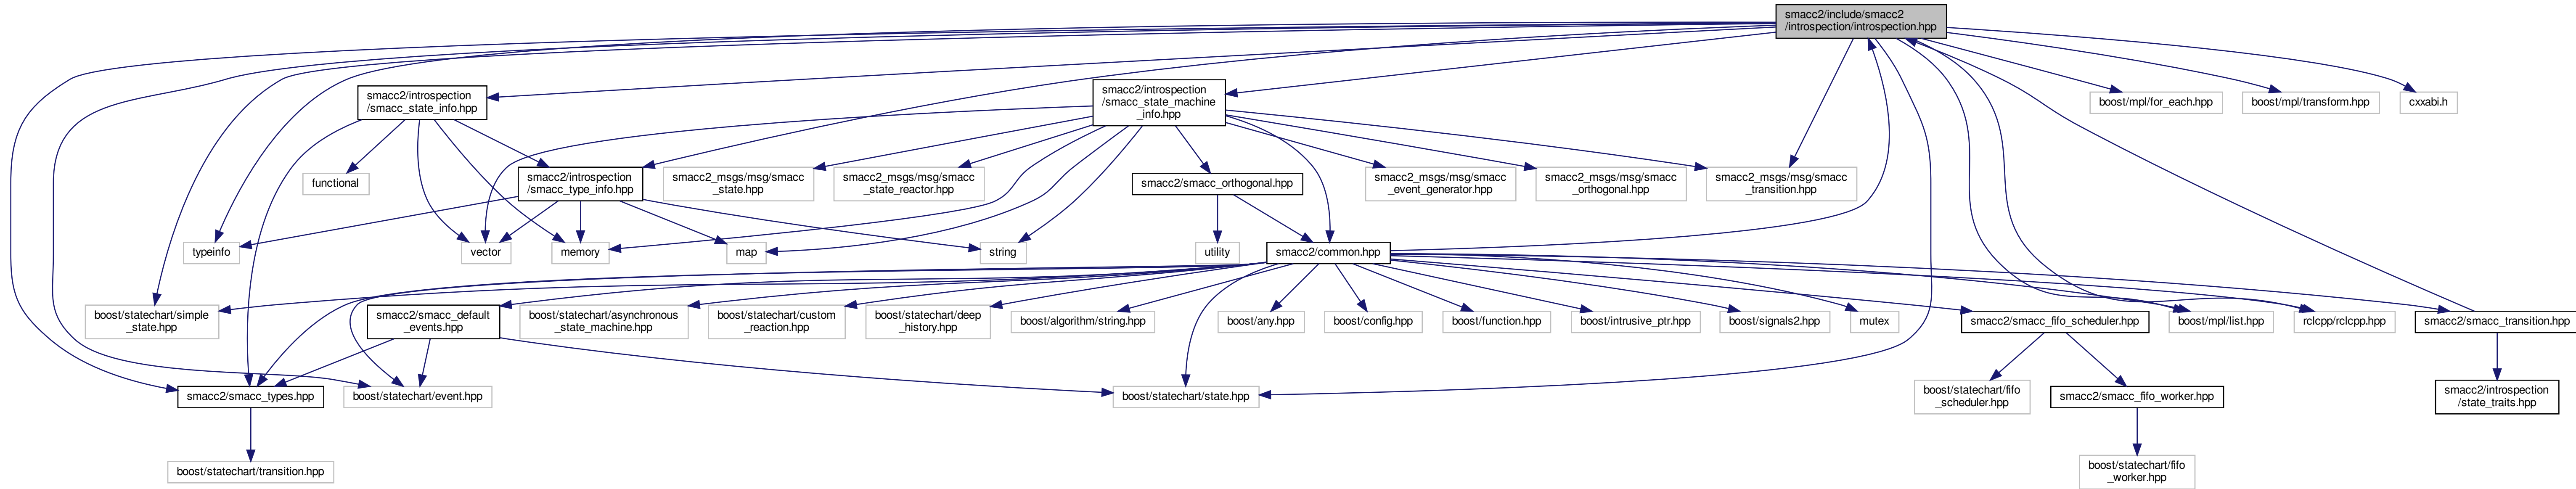 smacc2/include/smacc2
/introspection/introspection.hpp
smacc2/introspection
/smacc_state_info.hpp
smacc2/introspection
/smacc_state_machine
_info.hpp
boost/mpl/for_each.hpp
boost/mpl/transform.hpp
cxxabi.h
functional
smacc2/introspection
/smacc_type_info.hpp
smacc2_msgs/msg/smacc
_state.hpp
smacc2_msgs/msg/smacc
_state_reactor.hpp
smacc2/smacc_orthogonal.hpp
smacc2_msgs/msg/smacc
_event_generator.hpp
smacc2_msgs/msg/smacc
_orthogonal.hpp
smacc2_msgs/msg/smacc
_transition.hpp
typeinfo
vector
memory
map
string
utility
smacc2/common.hpp
boost/statechart/simple
_state.hpp
smacc2/smacc_default
_events.hpp
boost/statechart/asynchronous
_state_machine.hpp
boost/statechart/custom
_reaction.hpp
boost/statechart/deep
_history.hpp
boost/algorithm/string.hpp
boost/any.hpp
boost/config.hpp
boost/function.hpp
boost/intrusive_ptr.hpp
boost/signals2.hpp
mutex
smacc2/smacc_fifo_scheduler.hpp
boost/mpl/list.hpp
rclcpp/rclcpp.hpp
smacc2/smacc_transition.hpp
smacc2/smacc_types.hpp
boost/statechart/event.hpp
boost/statechart/state.hpp
boost/statechart/fifo
_scheduler.hpp
smacc2/smacc_fifo_worker.hpp
smacc2/introspection
/state_traits.hpp
boost/statechart/transition.hpp
boost/statechart/fifo
_worker.hpp